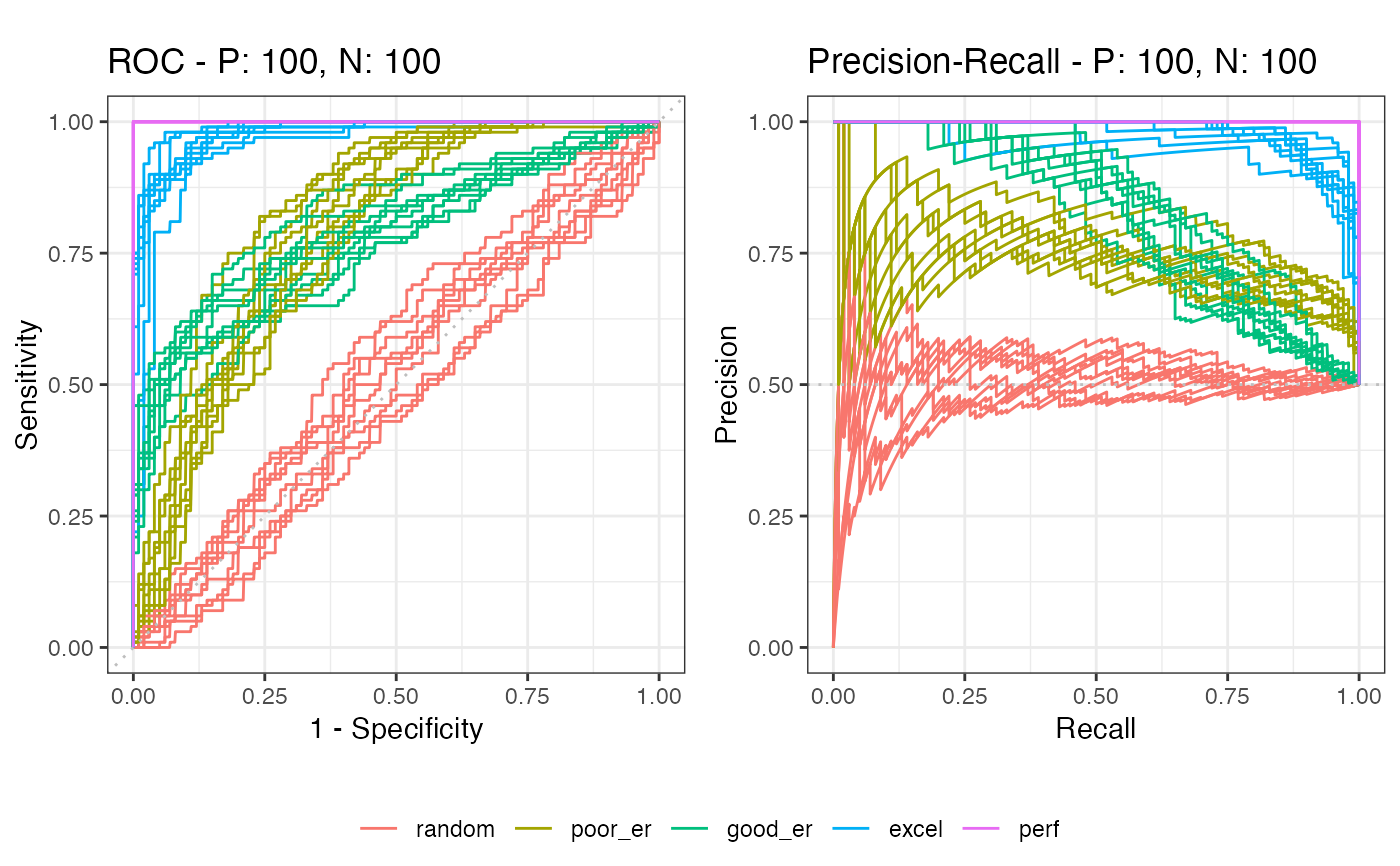 ROC - P: 100, N: 100
Sensitivity
1.00
0.75
0.50
0.25
0.00
0.00 0.25 0.50 0.75 1.00
1 - Specificity
Precision-Recall - P: 100, N: 100
Precision
1.00
0.75
0.50
0.25
0.00
0.00 0.25 0.50 0.75 1.00
Recall
random poor_er good_er excel perf